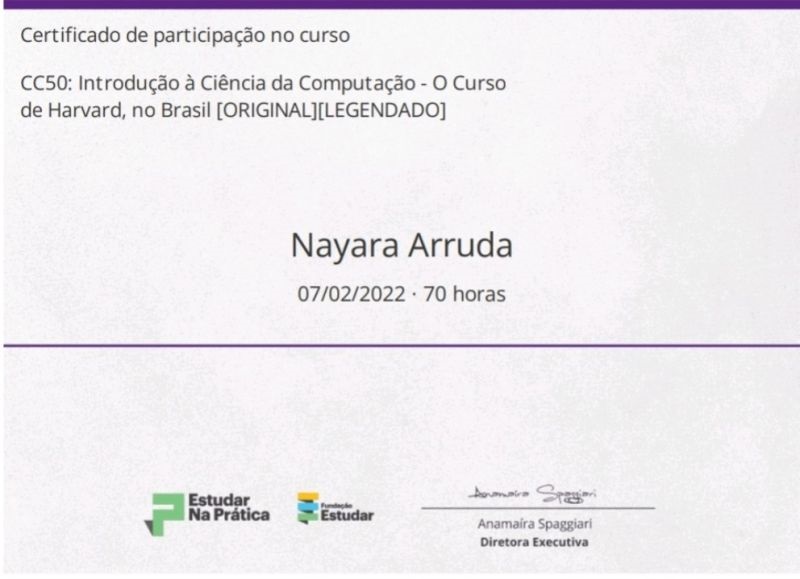 Certificado de participação no curso
CC50: Introdução à Ciência da Computação - O Curso
de Harvard, no Brasil [ORIGINAL][LEGENDADO]
Nayara Arruda
07/02/2022 · 70 horas
Estudar
Na Prática
Fundação
Estudar
Anamaíra Spaggiari
Anamaíra Spaggiari
Diretora Executiva